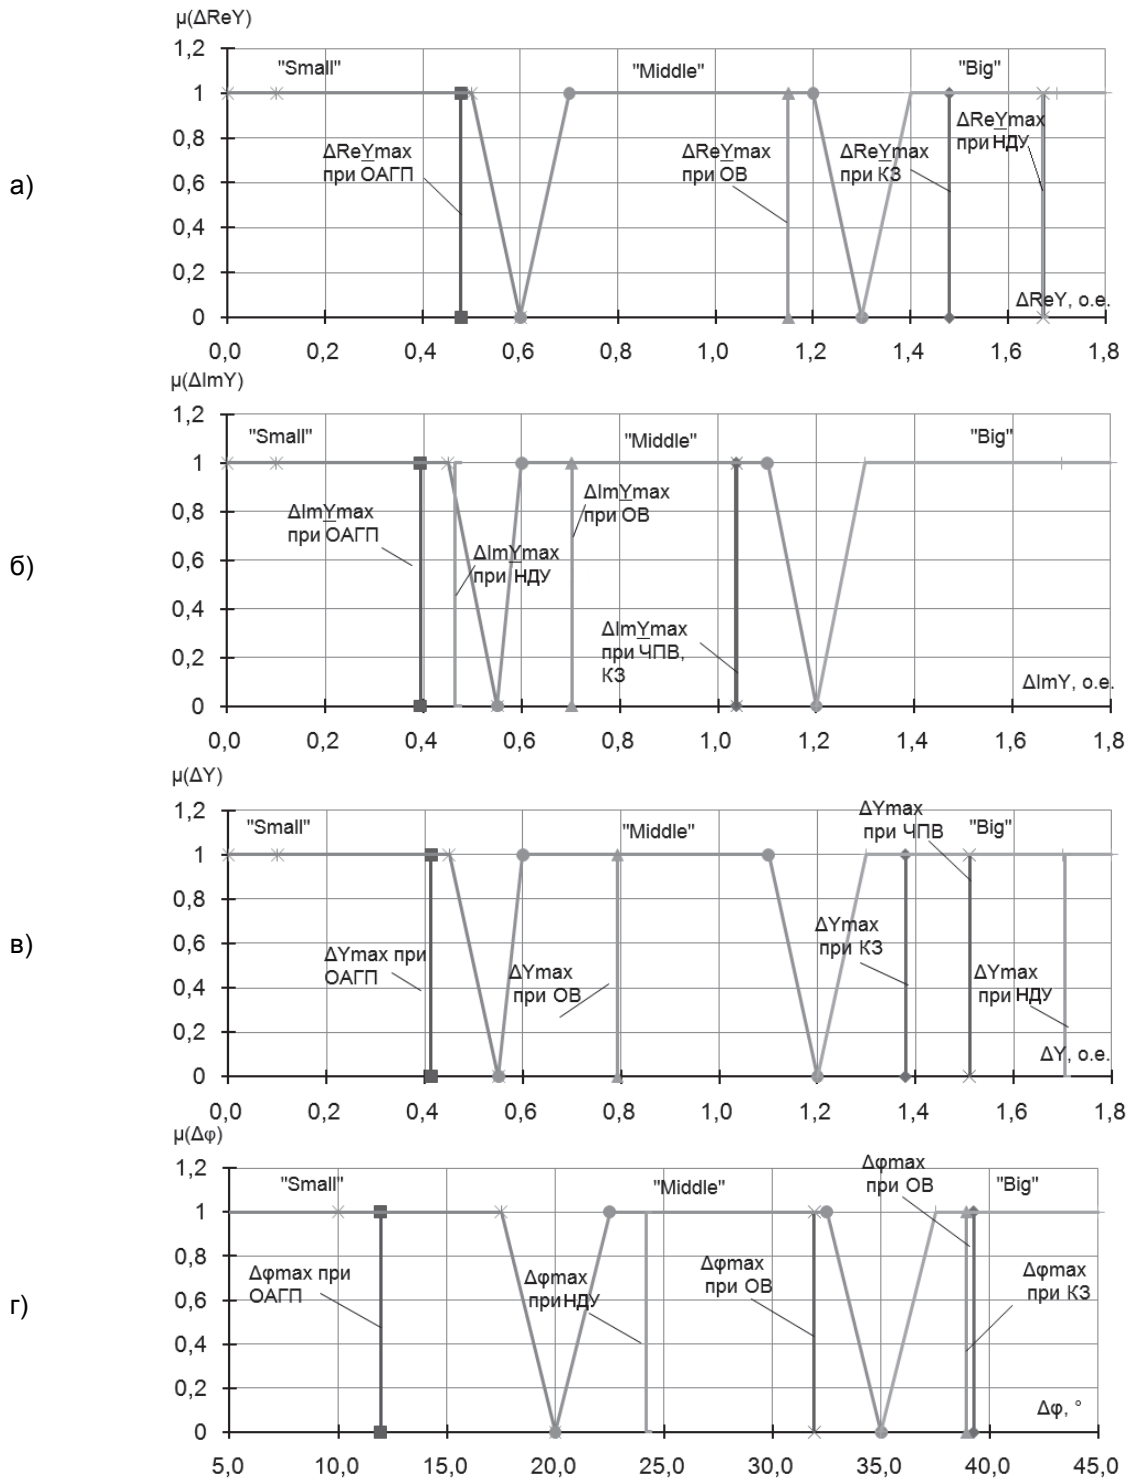 а)
μ(ΔReY)
1,2
1
0,8
0,6
0,4
0,2
0
"Small"
"Middle"
"Big"
ΔReYmax
при ОАГП
ΔReYmax
при ОВ
ΔReYmax
при КЗ
ΔReYmax
при НДУ
ΔReY, о.е.
0,0 0,2 0,4 0,6 0,8 1,0 1,2 1,4 1,6 1,8
б)
μ(ΔImY)
1,2
1
0,8
0,6
0,4
0,2
0
"Small"
"Middle"
"Big"
ΔImYmax
при ОАГП
ΔImYmax
при НДУ
ΔImYmax
при ОВ
ΔImYmax
при ЧПВ,
КЗ
ΔImY, о.е.
0,0 0,2 0,4 0,6 0,8 1,0 1,2 1,4 1,6 1,8
в)
μ(ΔY)
1,2
1
0,8
0,6
0,4
0,2
0
"Small"
"Middle"
"Big"
ΔYmax при
ОАГП
ΔYmax
при ОВ
ΔYmax
при КЗ
ΔYmax
при ЧПВ
ΔYmax
при НДУ
ΔY, о.е.
0,0 0,2 0,4 0,6 0,8 1,0 1,2 1,4 1,6 1,8
г)
μ(Δφ)
1,2
1
0,8
0,6
0,4
0,2
0
"Small"
"Middle"
"Big"
Δφmax при
ОАГП
Δφmax
при НДУ
Δφmax
при ОВ
Δφmax
при ОВ
Δφmax
при КЗ
Δφ, °
5,0 10,0 15,0 20,0 25,0 30,0 35,0 40,0 45,0